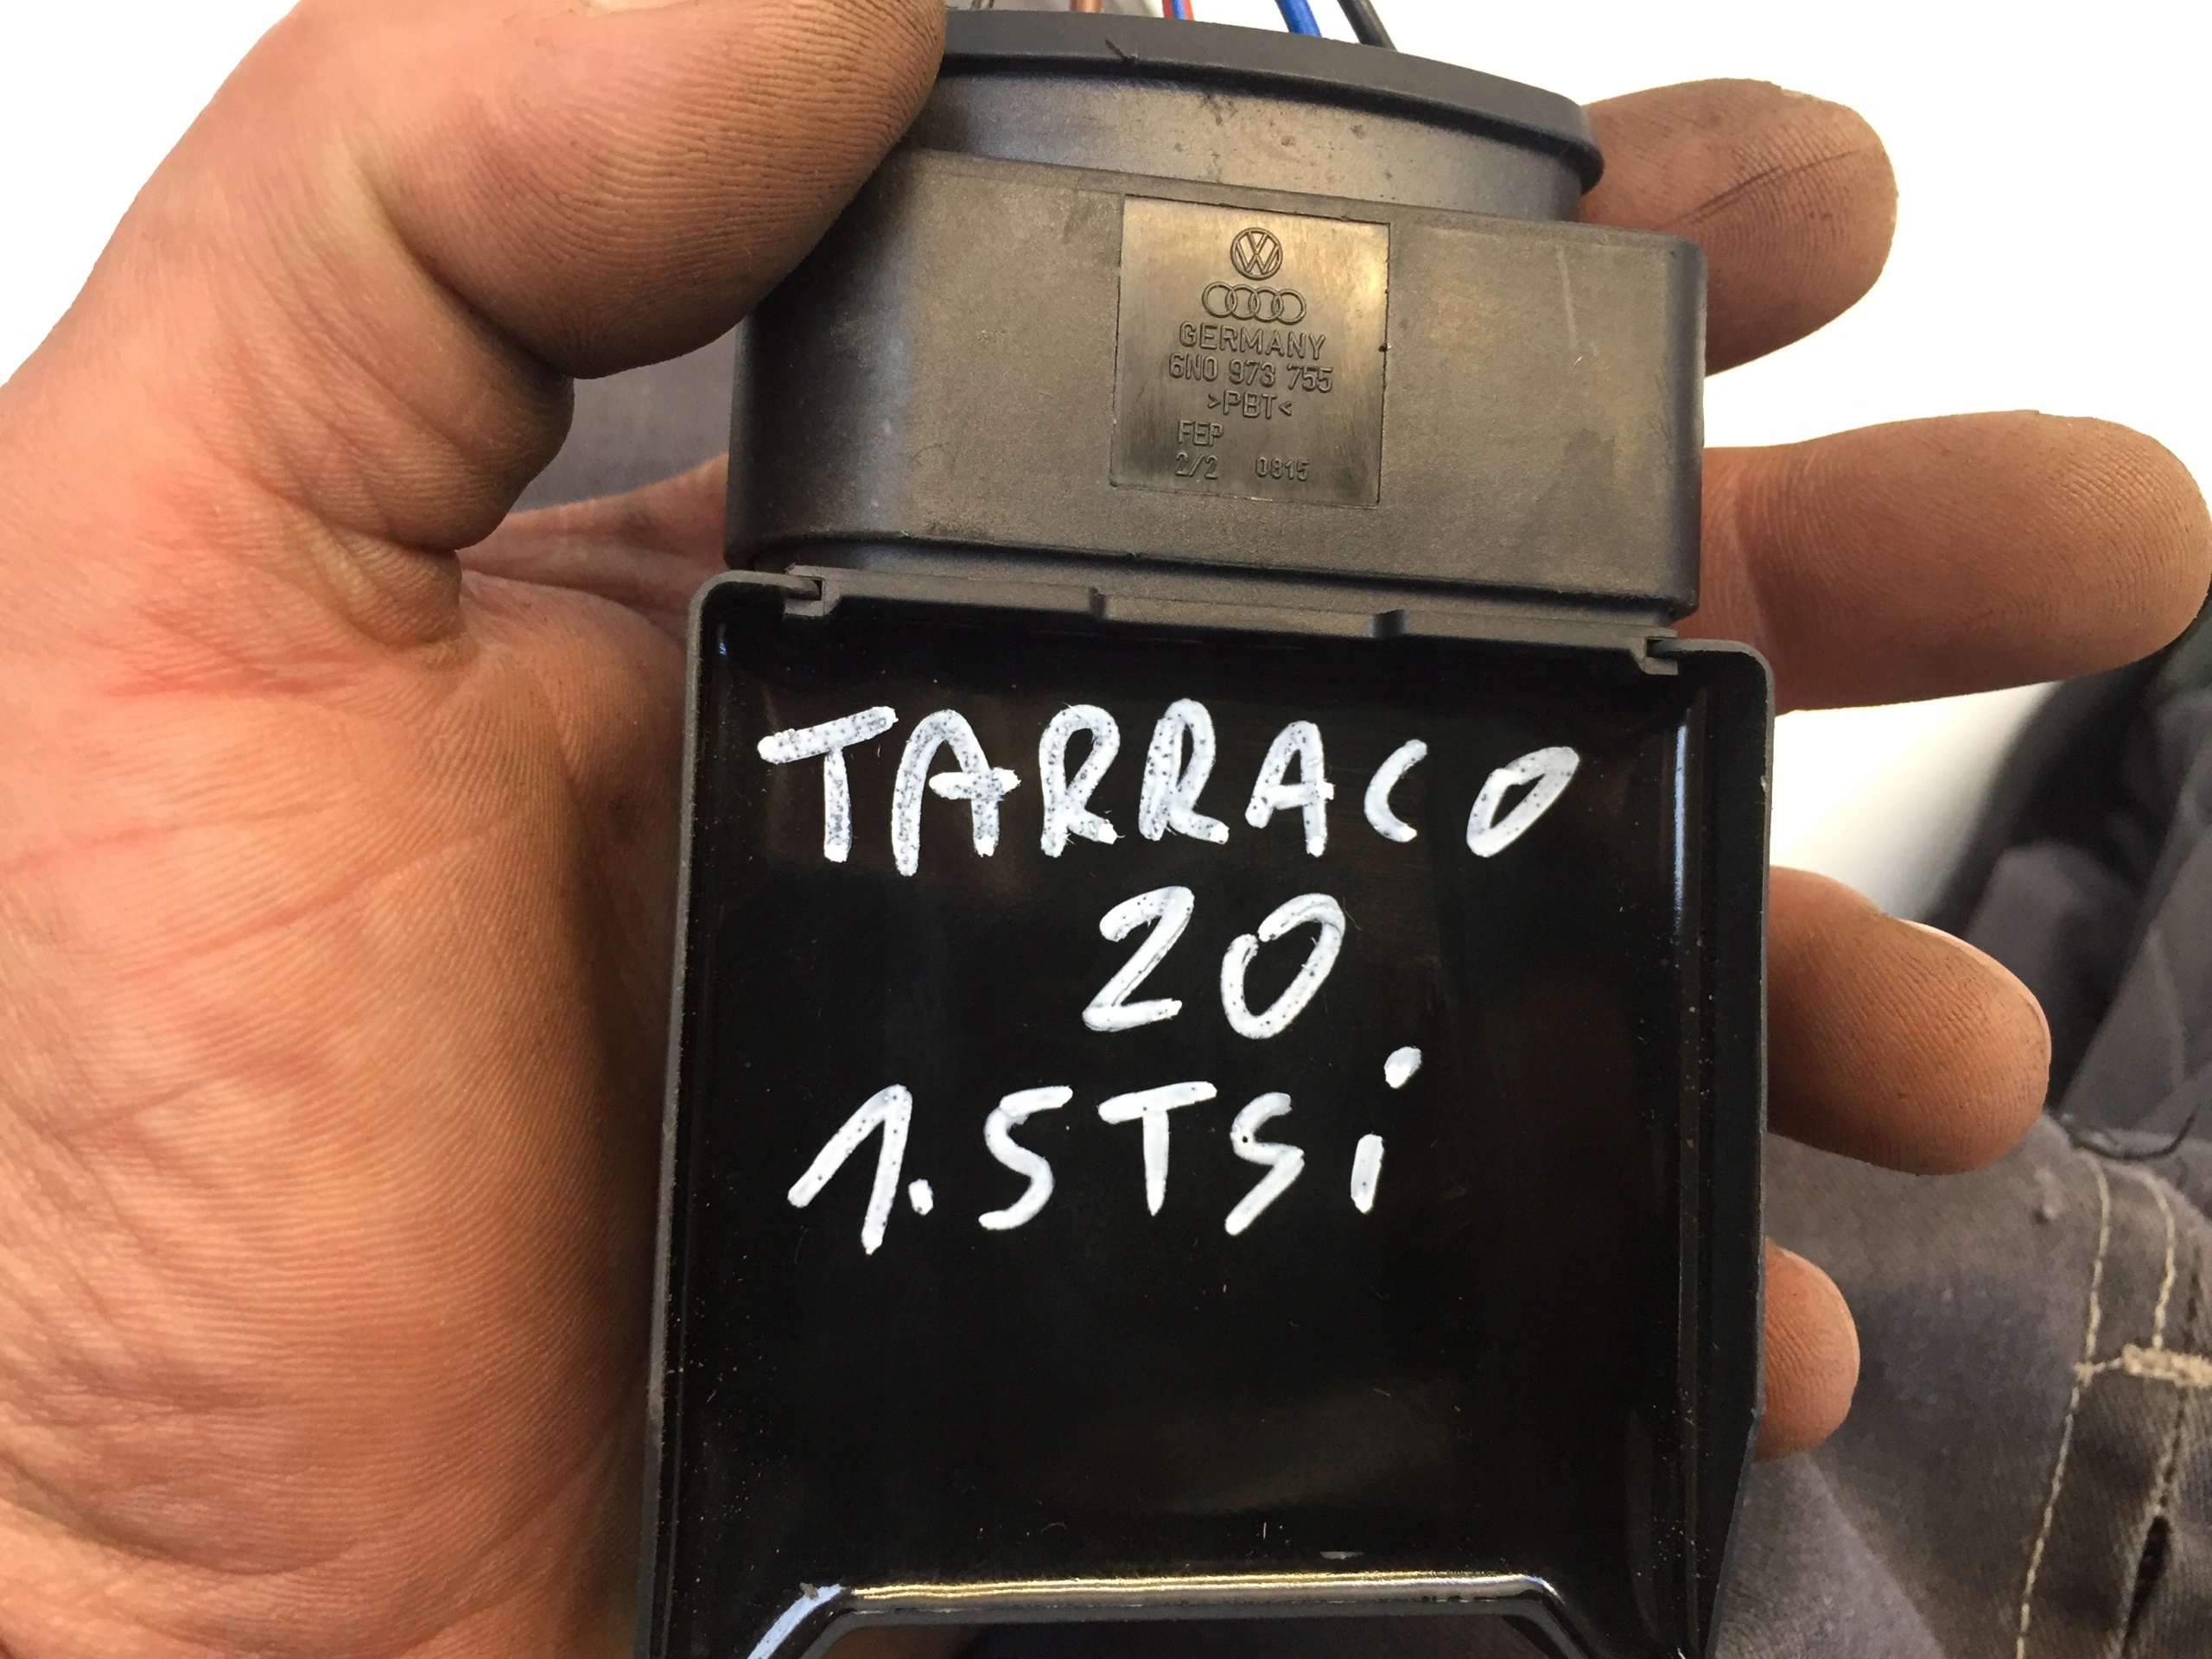 GERMANY
6N0 973 755
>PBT<
FEP
2/2 0815
TARRACO
20
1.5TSi